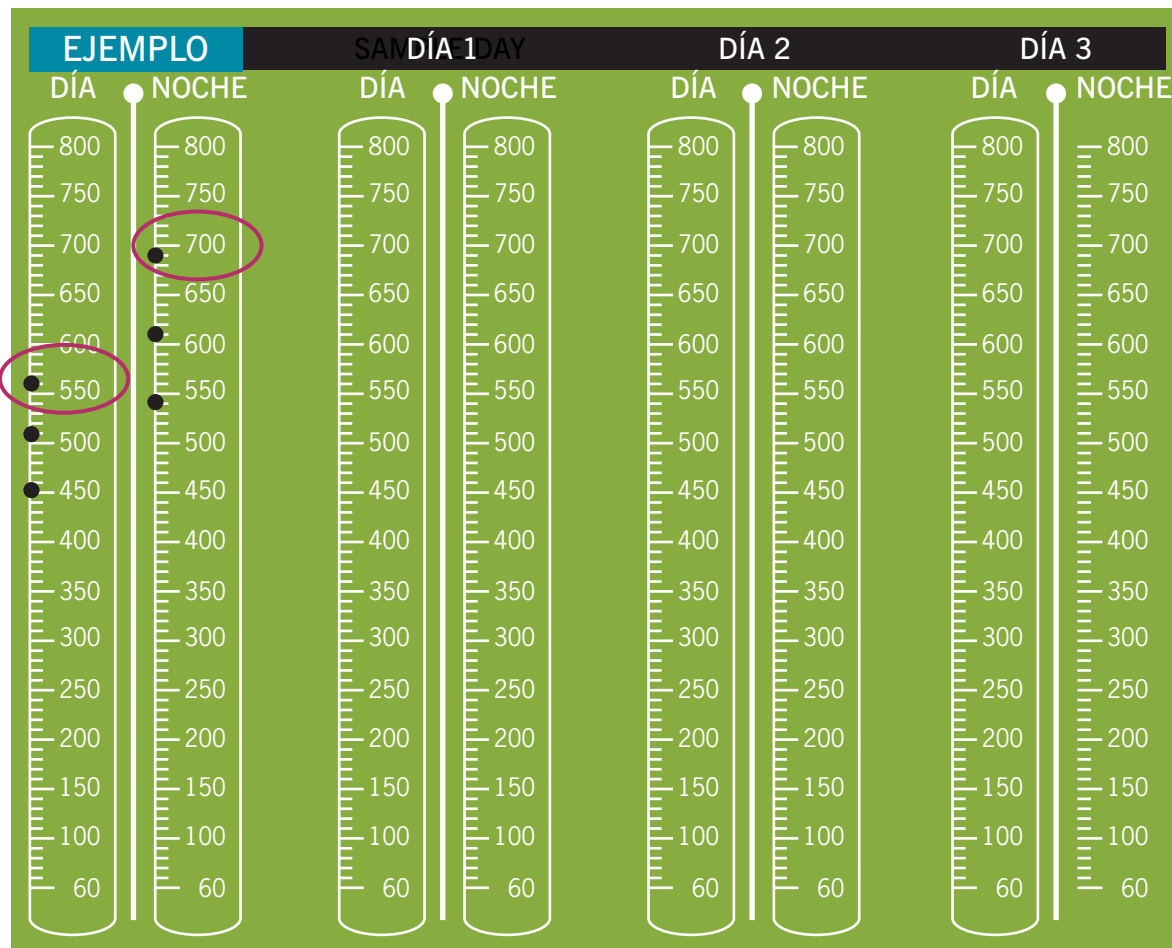 EJEMPLO SAMPLE DAY DÍA 1 DÍA 2 DÍA 3
DÍA NOCHE DÍA NOCHE DÍA NOCHE DÍA NOCHE
800 800 800 800 800 800 800 800
750 750 750 750 750 750 750 750
700 700 700 700 700 700 700 700
650 650 650 650 650 650 650 650
600 600 600 600 600 600 600 600
550 550 550 550 550 550 550 550
500 500 500 500 500 500 500 500
450 450 450 450 450 450 450 450
400 400 400 400 400 400 400 400
350 350 350 350 350 350 350 350
300 300 300 300 300 300 300 300
250 250 250 250 250 250 250 250
200 200 200 200 200 200 200 200
150 150 150 150 150 150 150 150
100 100 100 100 100 100 100 100
60 60 60 60 60 60 60 60